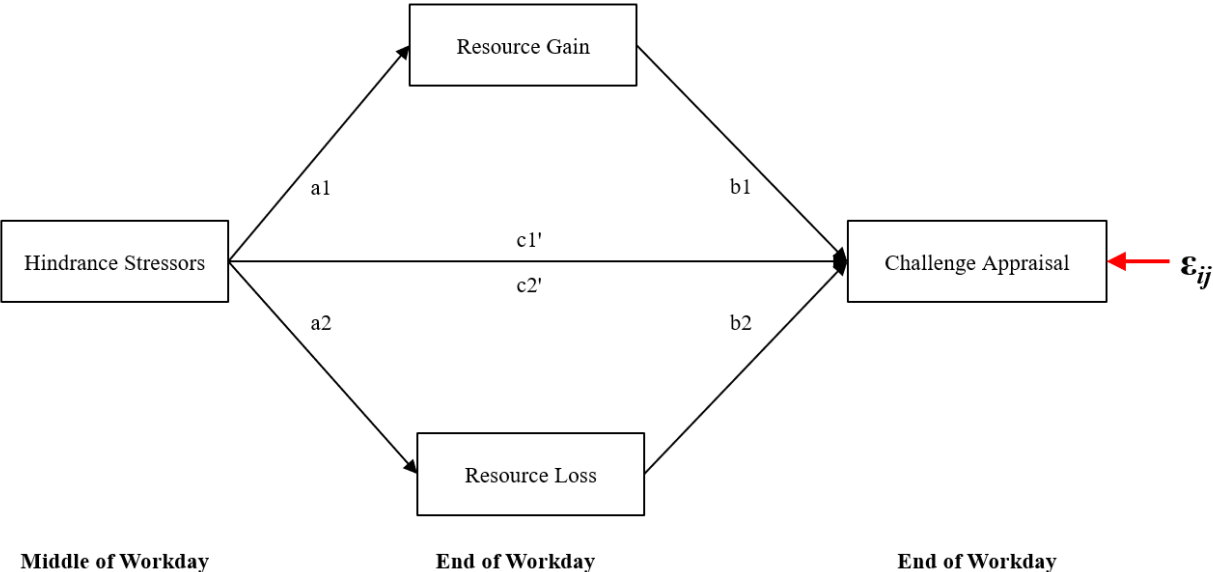 Resource Gain
a1
b1
c1'
Hindrance Stressors
Challenge Appraisal
εij
c2'
a2
b2
Resource Loss
Middle of Workday
End of Workday
End of Workday